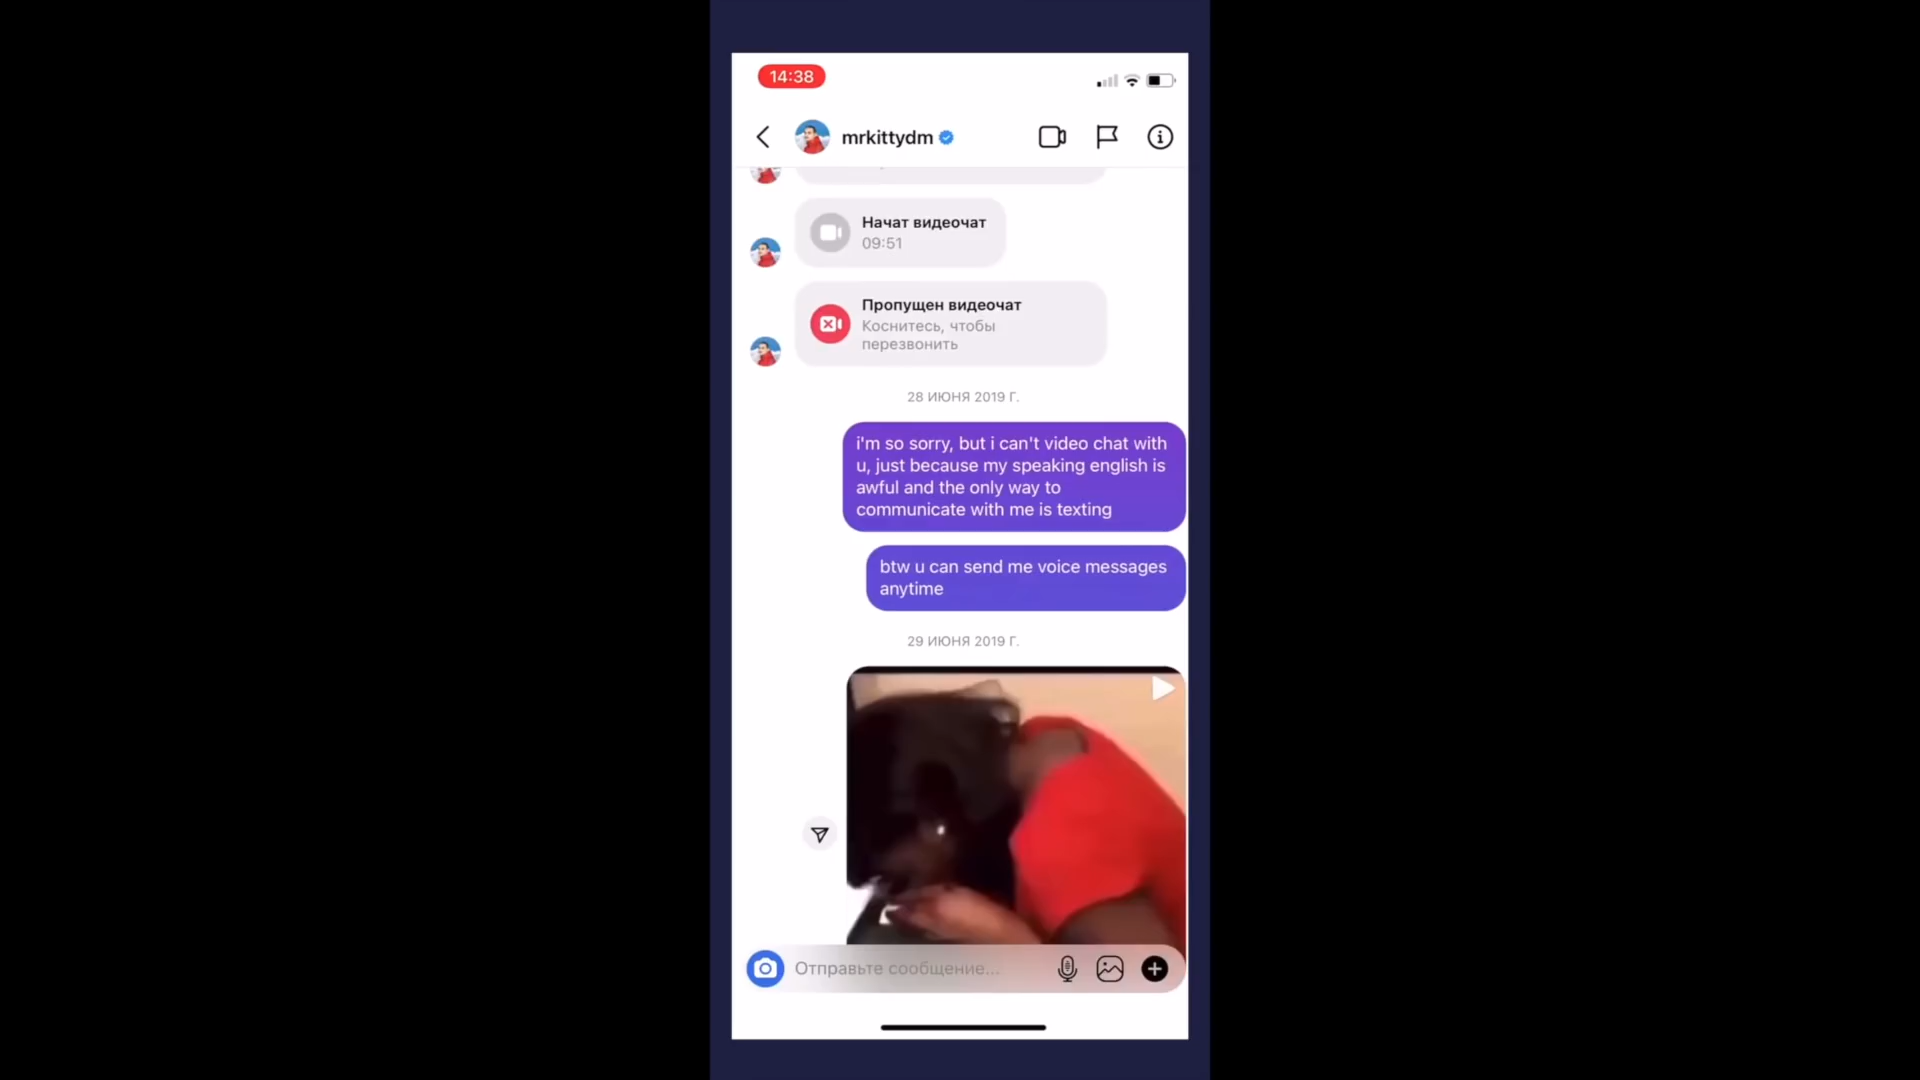 14:38
mrkittydm
Начат видеочат
09:51
Пропущен видеочат
Коснитесь, чтобы
перезвонить
28 ИЮНЯ 2019 Г.
i'm so sorry, but i can't video chat with
u, just because my speaking english is
awful and the only way to
communicate with me is texting
btw u can send me voice messages
anytime
29 ИЮНЯ 2019 Г.
Отправьте сообщение...